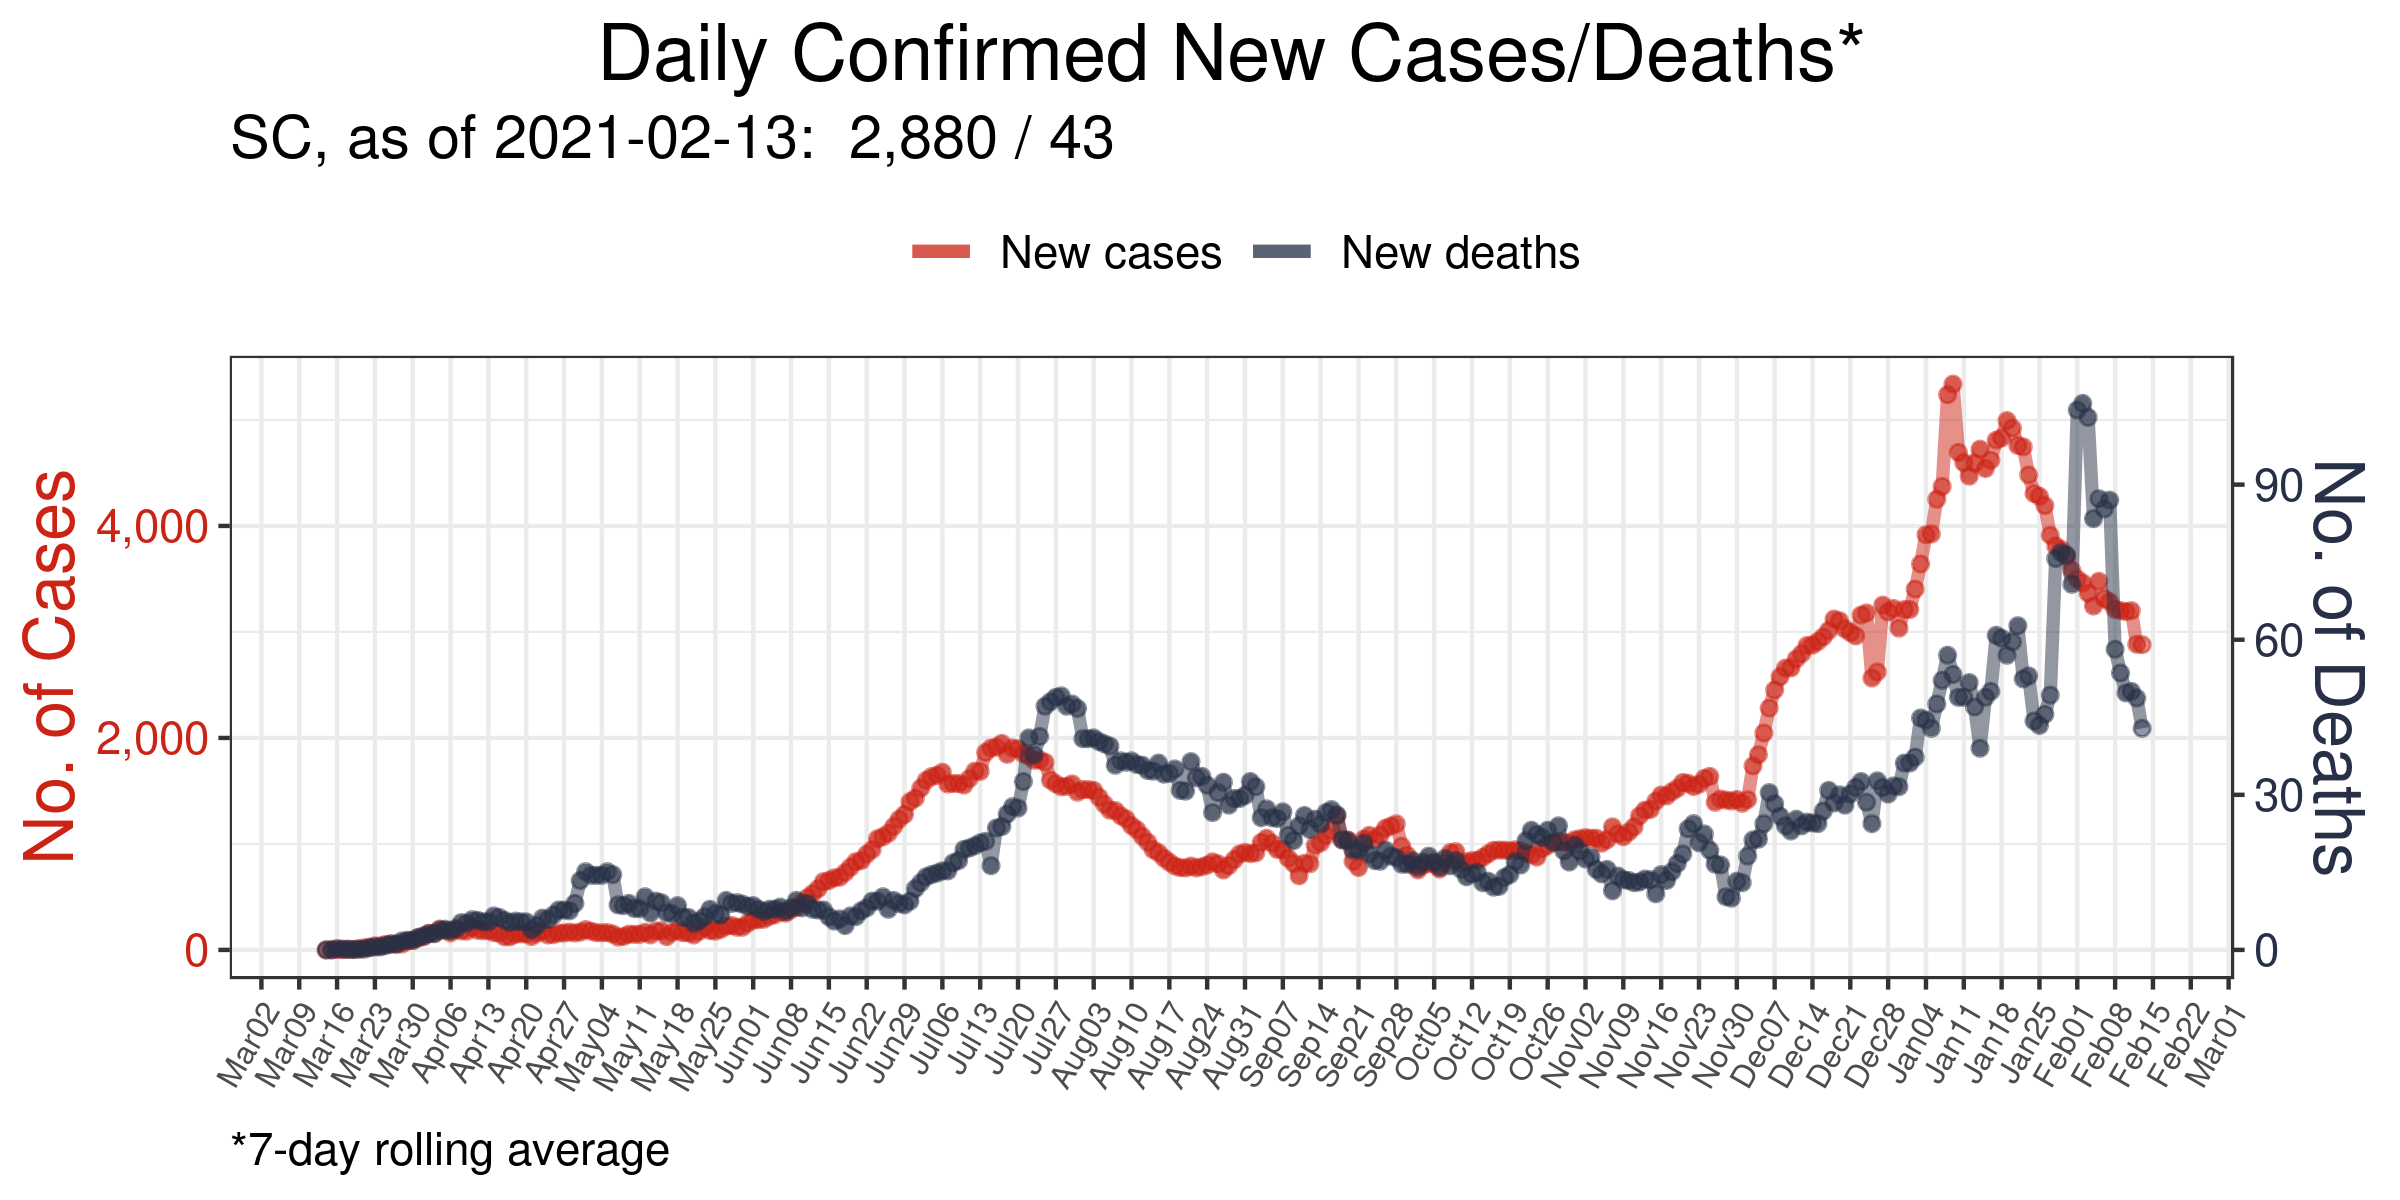 Daily Confirmed New Cases/Deaths*
SC, as of 2021-02-13:  2,880 / 43
New cases New deaths
No. of Cases
4,000
2,000
0
No. of Deaths
90
60
30
0
Mar02 Mar09 Mar16 Mar23 Mar30 Apr06 Apr13 Apr20 Apr27 May04 May11 May18 May25 Jun01 Jun08 Jun15 Jun22 Jun29 Jul06 Jul13 Jul20 Jul27 Aug03 Aug10 Aug17 Aug24 Aug31 Sep07 Sep14 Sep21 Sep28 Oct05 Oct12 Oct19 Oct26 Nov02 Nov09 Nov16 Nov23 Nov30 Dec07 Dec14 Dec21 Dec28 Jan04 Jan11 Jan18 Jan25 Feb01 Feb08 Feb15 Feb22 Mar01
*7-day rolling average